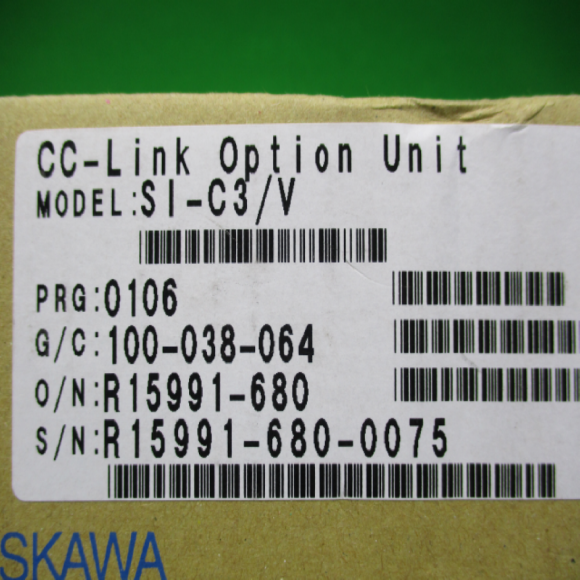 CC-Link Option Unit
MODEL:SI-C3/V
PRG:0106
G/C:100-038-064
O/N:R15991-680
S/N:R15991-680-0075
SKAWA